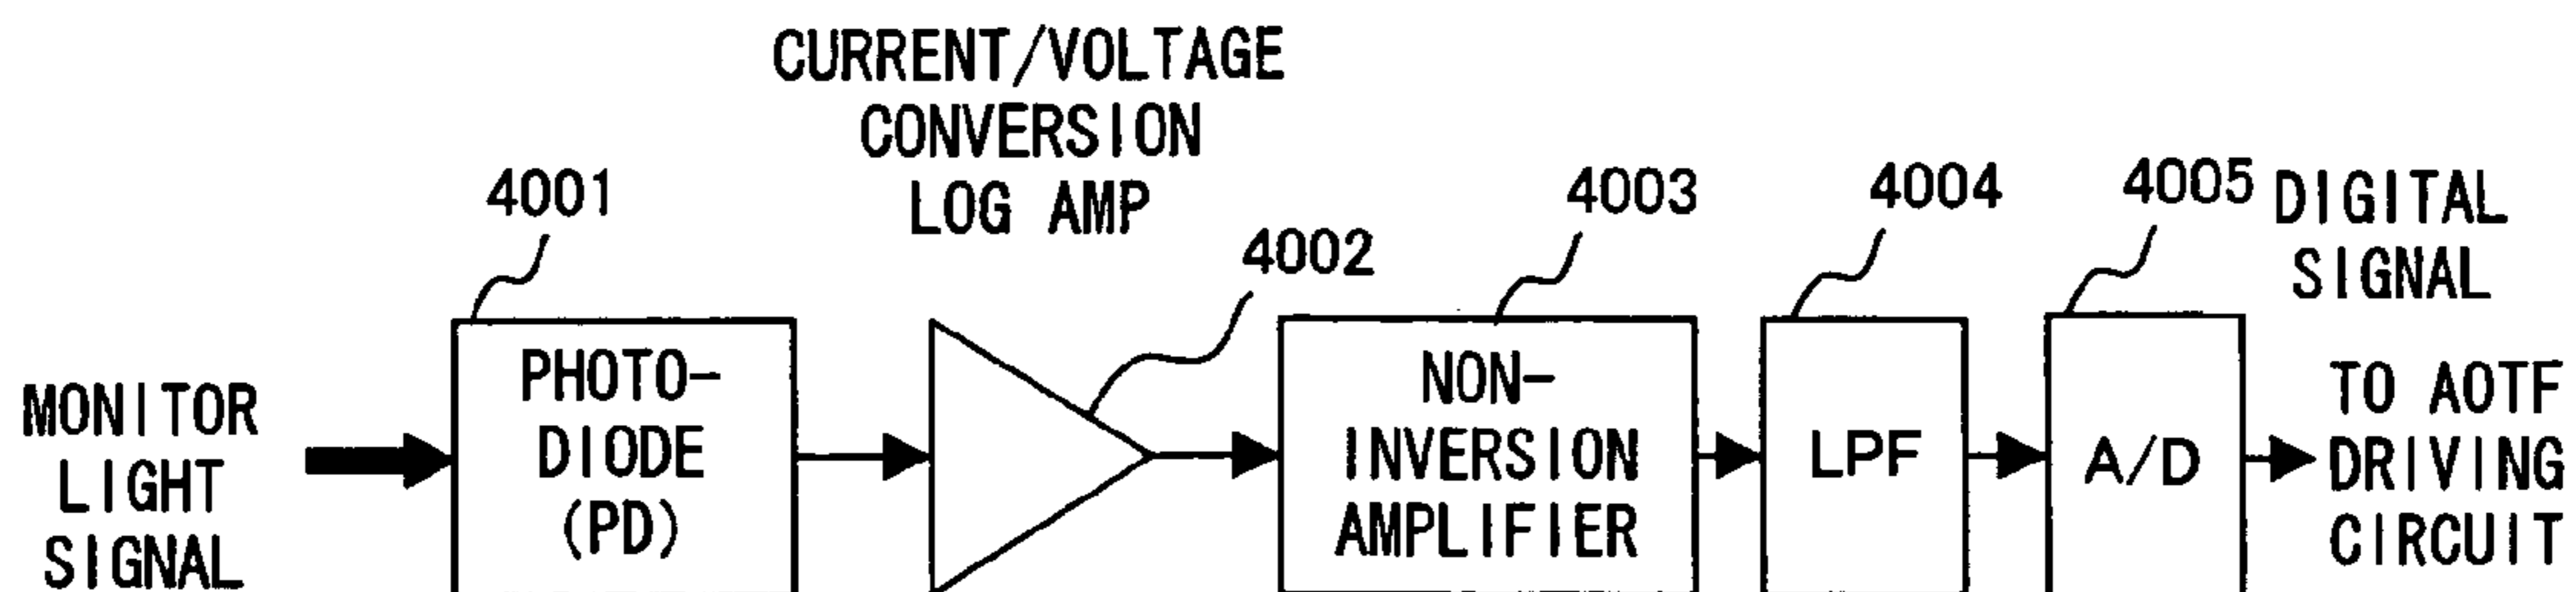 CURRENT/VOLTAGE
CONVERSION
LOG AMP
4001
4002
4003
4004
4005
DIGITAL
SIGNAL
MONITOR
LIGHT
SIGNAL
PHOTO-
DIODE
(PD)
NON-
INVERSION
AMPLIFIER
LPF
A/D
TO AOTF
DRIVING
CIRCUIT